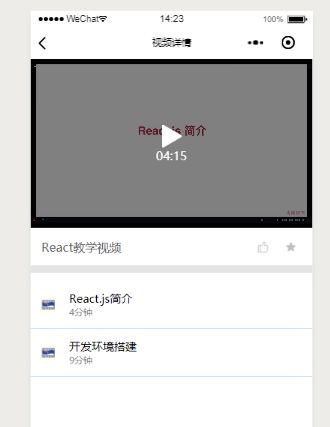 WeChat 14:23 100%
视频详情
React.js 简介
04:15
React教学视频
React.js简介
4分钟
开发环境搭建
9分钟